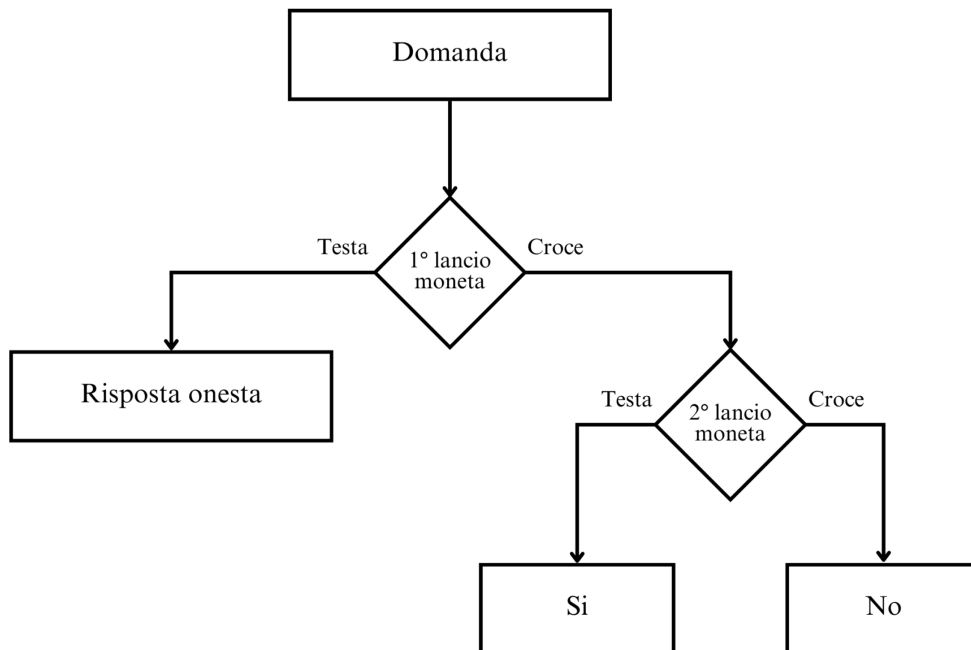 Domanda
Testa
Croce
1° lancio
moneta
Risposta onesta
Testa
Croce
2° lancio
moneta
Si
No